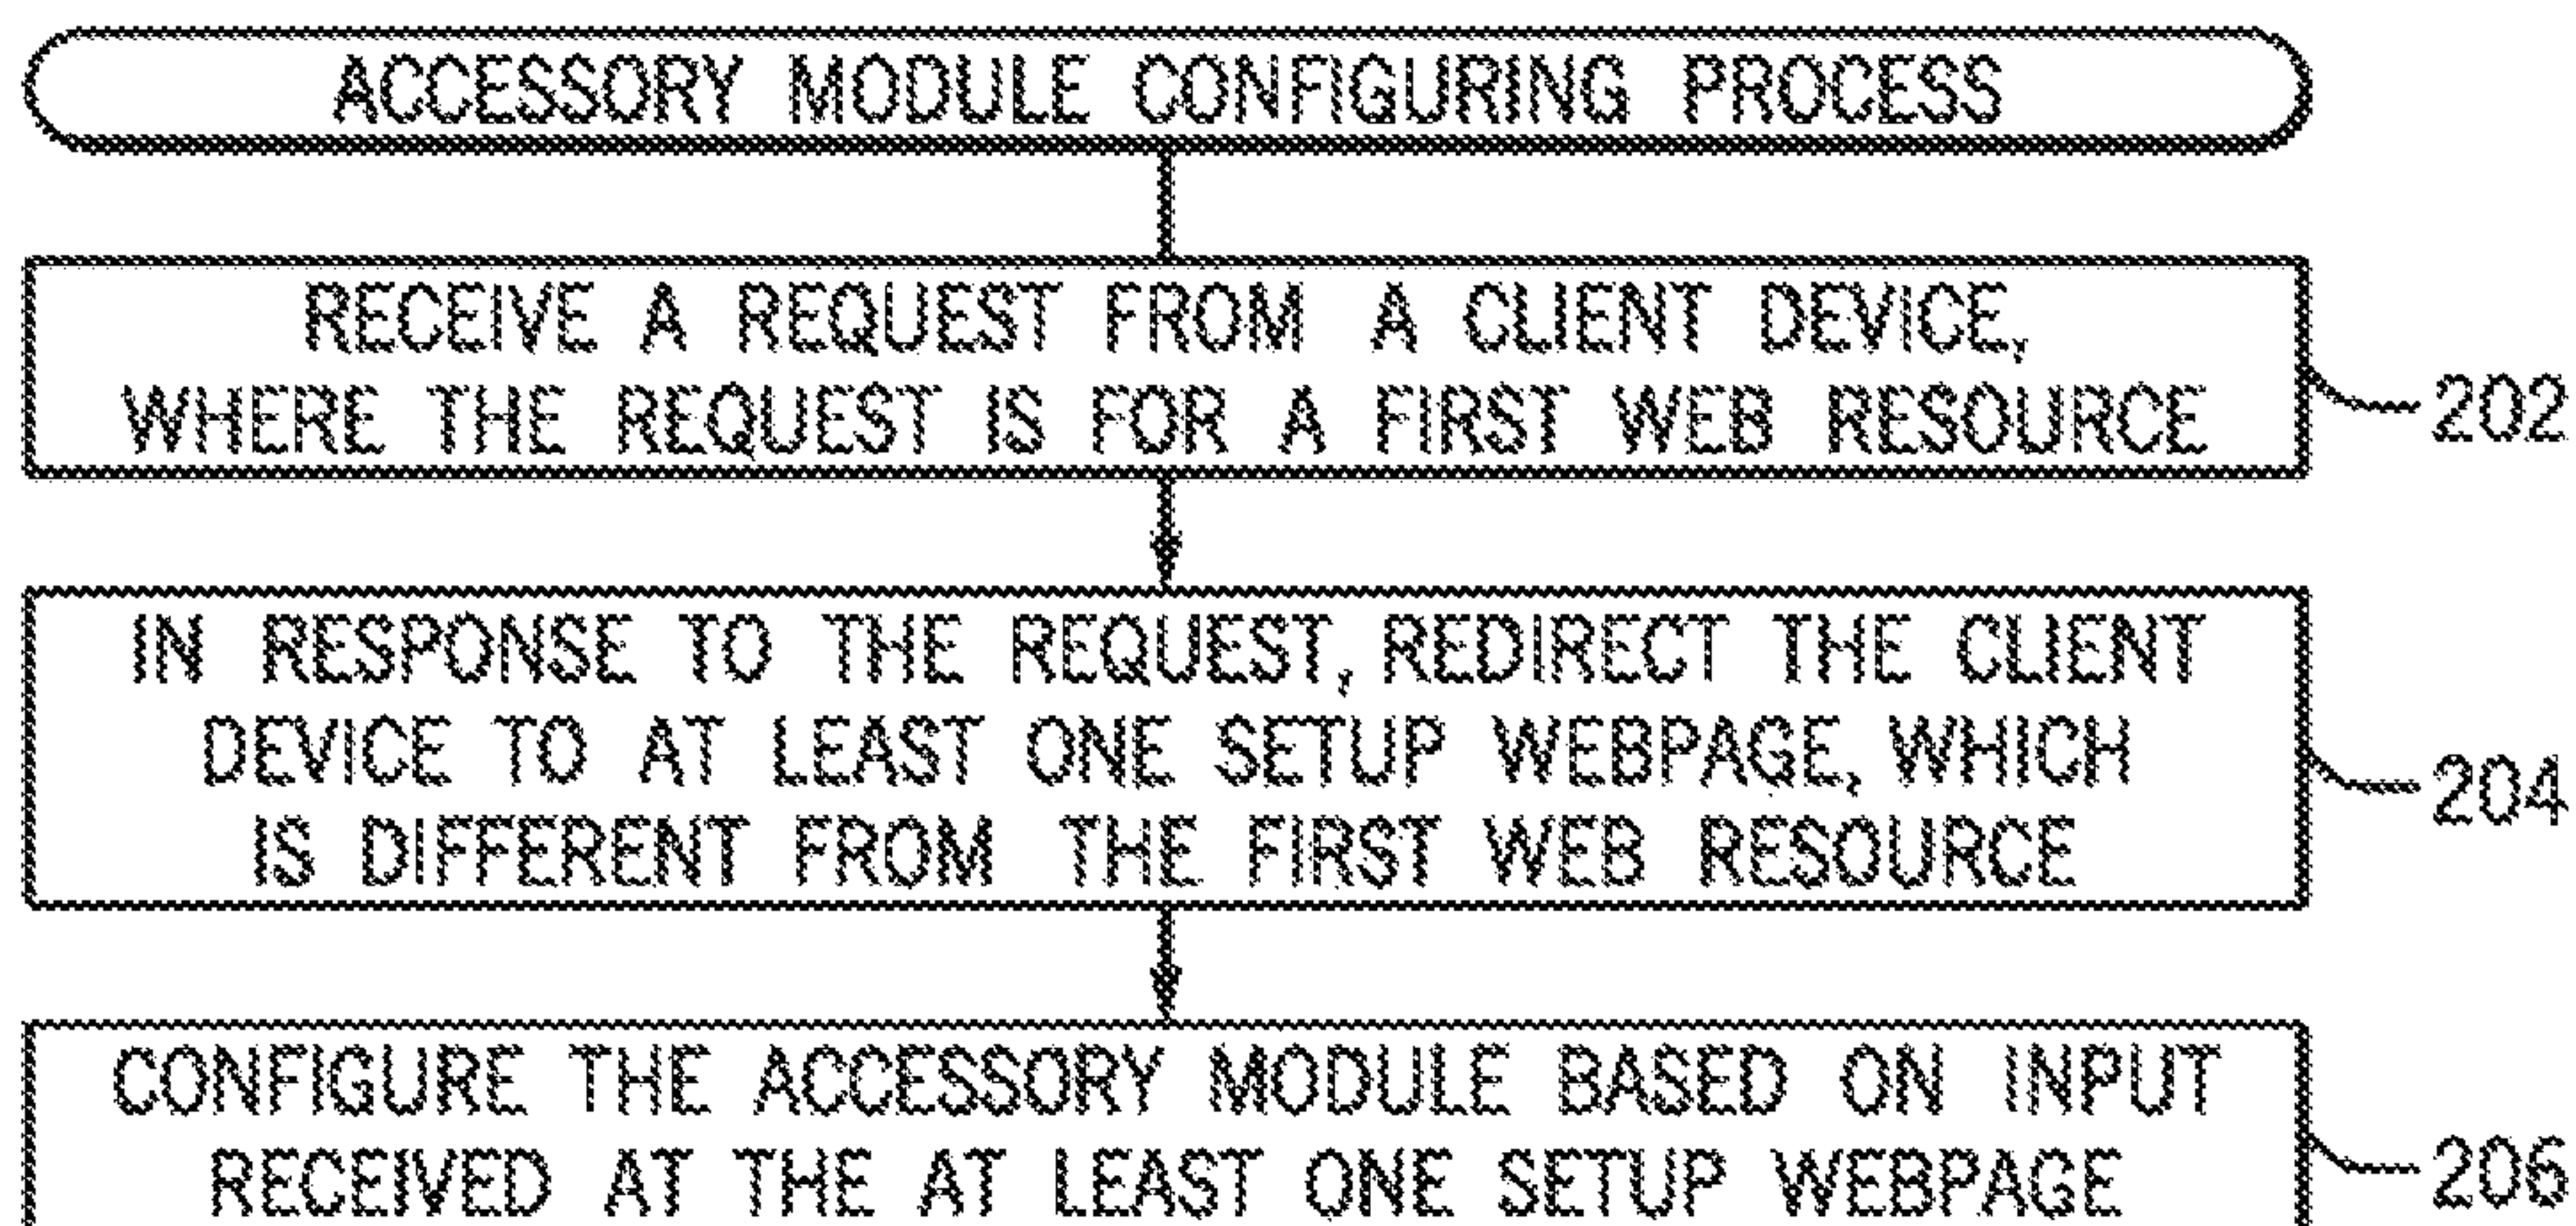 ACCESSORY MODULE CONFIGURING PROCESS
RECEIVE A REQUEST FROM A CLIENT DEVICE,
WHERE THE REQUEST IS FOR A FIRST WEB RESOURCE
202
IN RESPONSE TO THE REQUEST, REDIRECT THE CLIENT
DEVICE TO AT LEAST ONE SETUP WEBPAGE, WHICH
IS DIFFERENT FROM THE FIRST WEB RESOURCE
204
CONFIGURE THE ACCESSORY MODULE BASED ON INPUT
RECEIVED AT THE AT LEAST ONE SETUP WEBPAGE
206